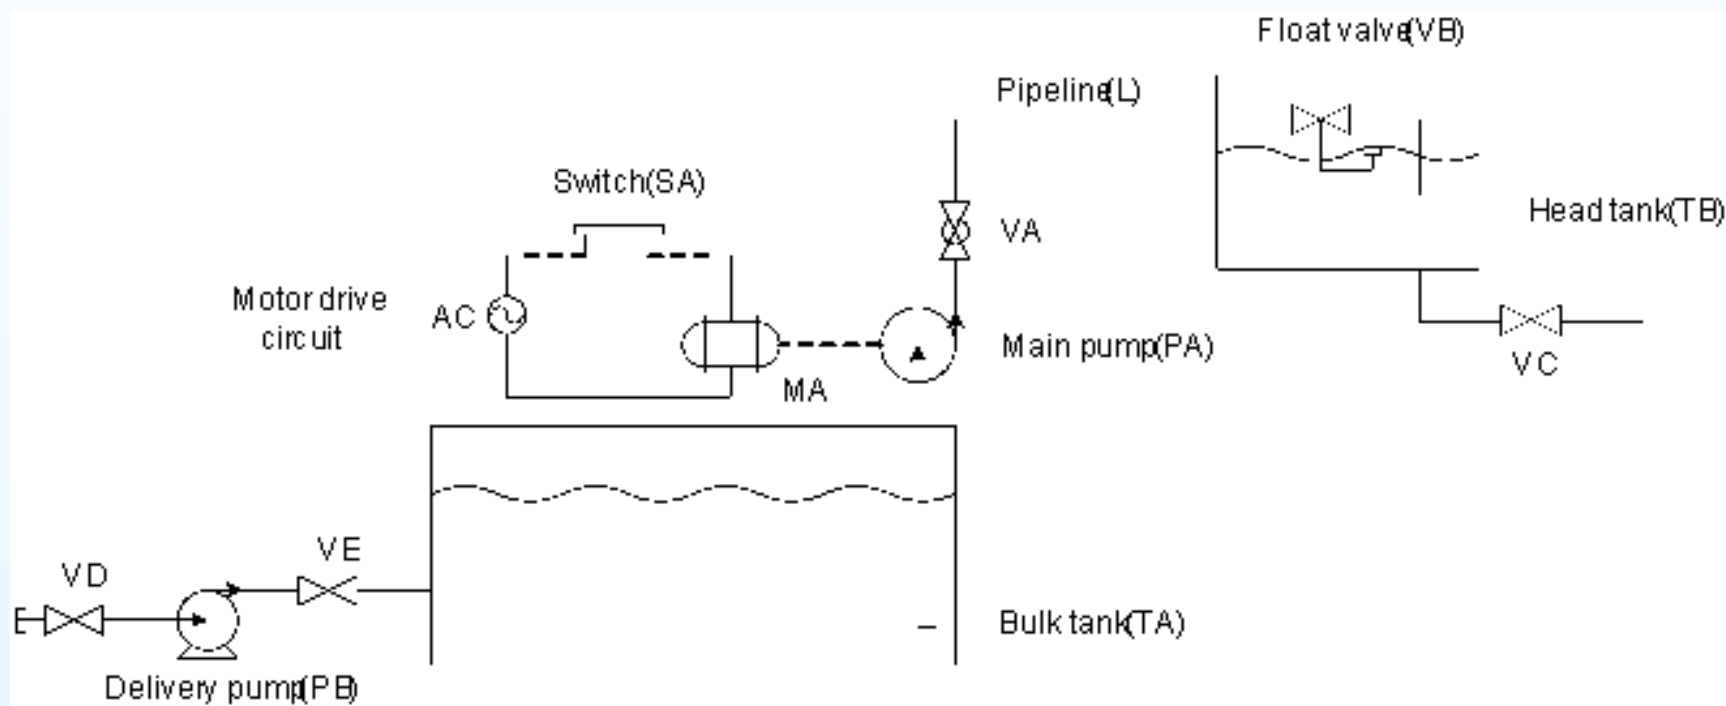 Float valve(VB)
Pipeline(L)
Switch(SA)
VA
Head tank(TB)
Motor drive
circuit
AC
Main pump(PA)
VC
MA
VE
VD
Bulk tank(TA)
Delivery pump(PB)